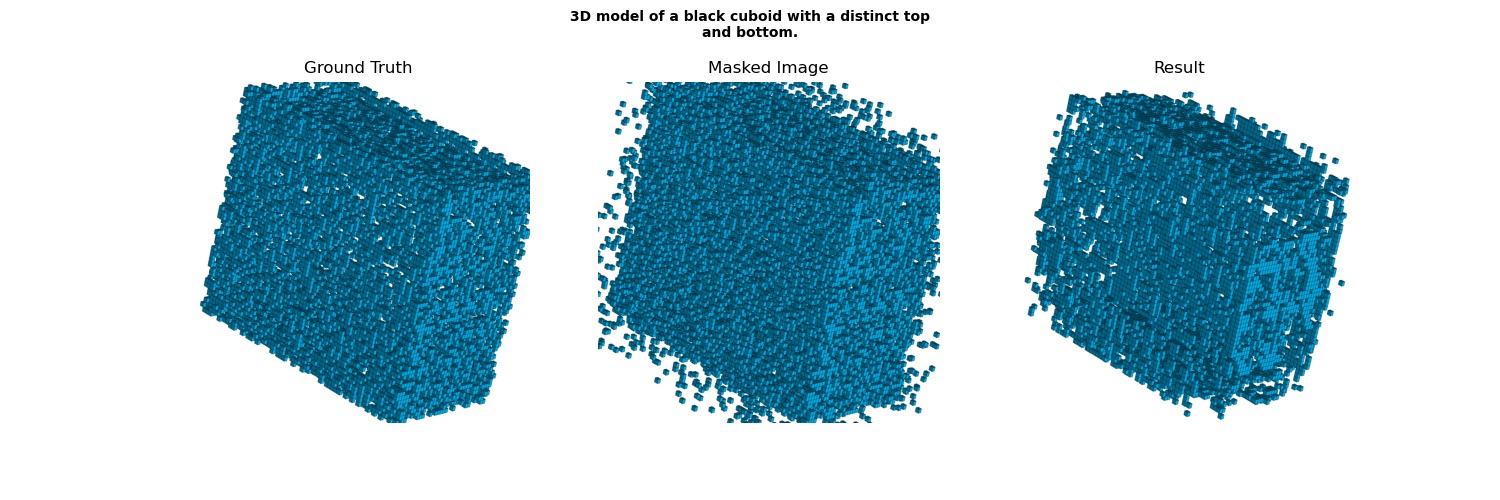 3D model of a black cuboid with a distinct top
and bottom.
Ground Truth
Masked Image
Result